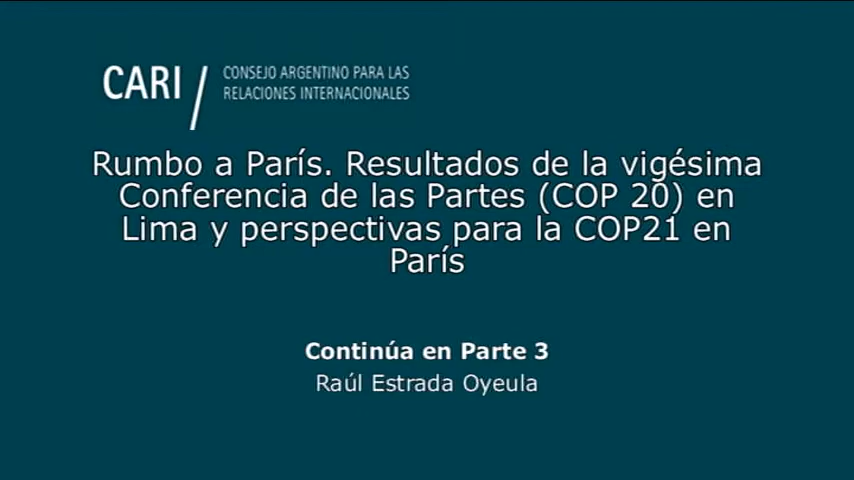 CARI/
CONSEJO ARGENTINO PARA LAS
RELACIONES INTERNACIONALES
Rumbo a París. Resultados de la vigésima
Conferencia de las Partes (COP 20) en
Lima y perspectivas para la COP21 en
París
Continúa en Parte 3
Raúl Estrada Oyeula